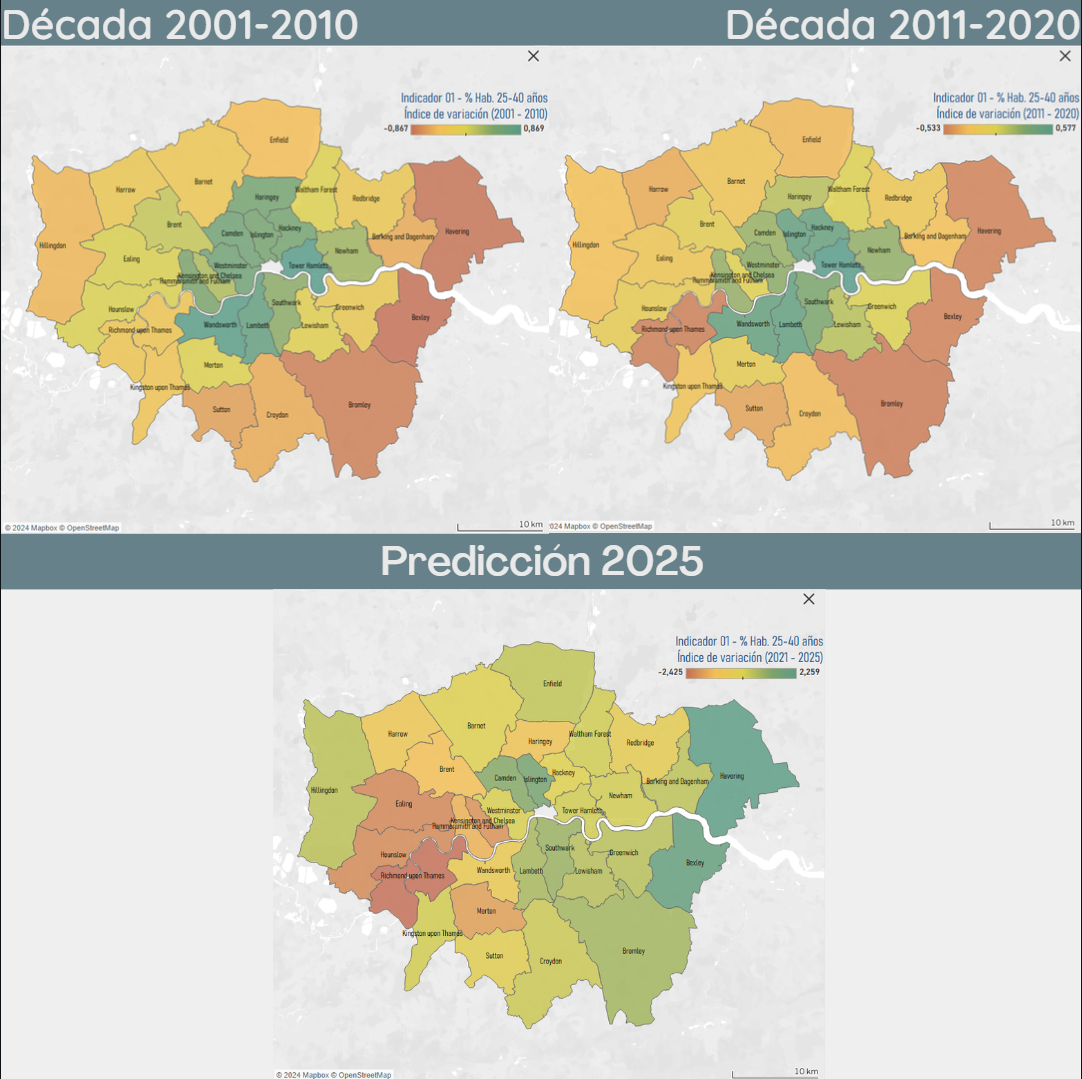 Década 2001-2010
Década 2011-2020
Indicador 01 - % Hab. 25-40 años
Índice de variación (2001 - 2010)
-0,867 0,869
Enfield
Barnet
Harrow
Waltham Forest
Haringey
Redbridge
Brent
Camden
Islington
Hackney
Havering
Barking and Dagenham
Hillingdon
Newham
Ealing
Westminster
Tower Hamlets
Kensington and Chelsea
Hammersmith and Fulham
Southwark
Hounslow
Greenwich
Bexley
Richmond upon Thames
Wandsworth
Lambeth
Lewisham
Merton
Kingston upon Thames
Sutton
Croydon
Bromley
© 2024 Mapbox © OpenStreetMap
10 km
Indicador 01 - % Hab. 25-40 años
Índice de variación (2011 - 2020)
-0,533 0,577
Enfield
Barnet
Harrow
Waltham Forest
Haringey
Redbridge
Brent
Camden
Islington
Hackney
Havering
Barking and Dagenham
Hillingdon
Newham
Ealing
Westminster
Tower Hamlets
Kensington and Chelsea
Hammersmith and Fulham
Southwark
Hounslow
Greenwich
Bexley
Richmond upon Thames
Wandsworth
Lambeth
Lewisham
Merton
Kingston upon Thames
Sutton
Croydon
Bromley
2024 Mapbox © OpenStreetMap
10 km
Predicción 2025
Indicador 01 - % Hab. 25-40 años
Índice de variación (2021 - 2025)
-2,425 2,259
Enfield
Barnet
Harrow
Waltham Forest
Haringey
Redbridge
Brent
Camden
Islington
Hackney
Havering
Barking and Dagenham
Hillingdon
Newham
Ealing
Westminster
Tower Hamlets
Kensington and Chelsea
Hammersmith and Fulham
Southwark
Hounslow
Greenwich
Bexley
Richmond upon Thames
Wandsworth
Lambeth
Lewisham
Merton
Kingston upon Thames
Sutton
Croydon
Bromley
© 2024 Mapbox © OpenStreetMap
10 km